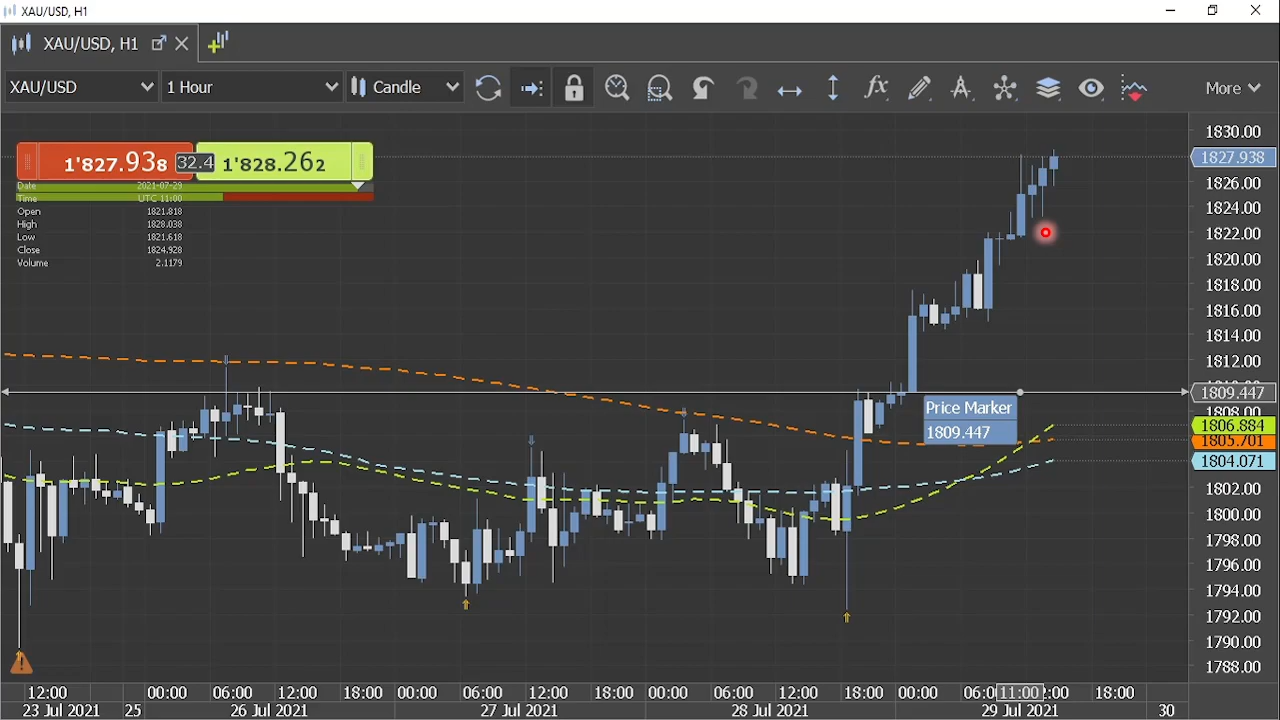 XAU/USD, H1
XAU/USD, H1
XAU/USD 1 Hour Candle More
1'827.938 32.4 1'828.262
Date 2021-07-29
Time UTC 11:00
Open 1821.818
High 1828.038
Low 1821.618
Close 1824.928
Volume 2.1179
Price Marker
1809.447
1830.00
1827.938
1826.00
1824.00
1822.00
1820.00
1818.00
1816.00
1814.00
1812.00
1809.447
1808.00
1806.884
1805.701
1804.071
1802.00
1800.00
1798.00
1796.00
1794.00
1792.00
1790.00
1788.00
12:00 00:00 06:00 12:00 18:00 00:00 06:00 12:00 18:00 00:00 06:00 12:00 18:00 00:00 11:00 18:00
23 Jul 2021 25 26 Jul 2021 27 Jul 2021 28 Jul 2021 29 Jul 2021 30